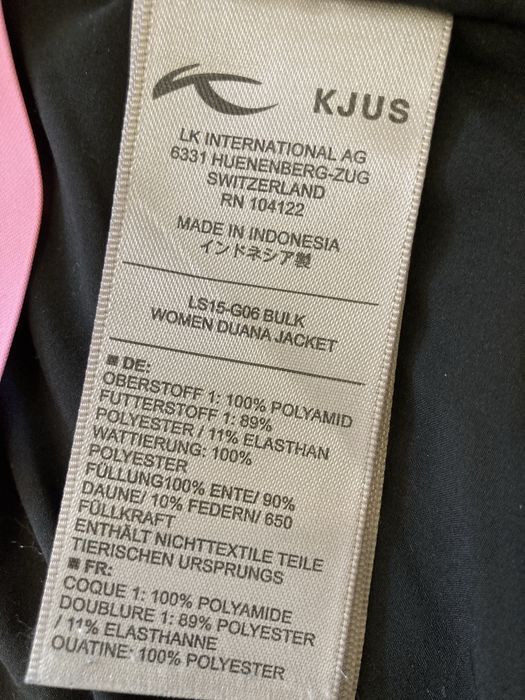 KJUS
LK INTERNATIONAL AG
6331 HUENENBERG-ZUG
SWITZERLAND
RN 104122
MADE IN INDONESIA
インドネシア製
LS15-G06 BULK
WOMEN DUANA JACKET
■ DE:
OBERSTOFF 1: 100% POLYAMID
FUTTERSTOFF 1: 89%
POLYESTER / 11% ELASTHAN
WATTIERUNG: 100%
POLYESTER
FÜLLUNG100% ENTE/ 90%
DAUNE/ 10% FEDERN/ 650
FÜLLKRAFT
ENTHÄLT NICHTTEXTILE TEILE
TIERISCHEN URSPRUNGS
■ FR:
COQUE 1: 100% POLYAMIDE
DOUBLURE 1: 89% POLYESTER
/ 11% ELASTHANNE
OUATINE: 100% POLYESTER